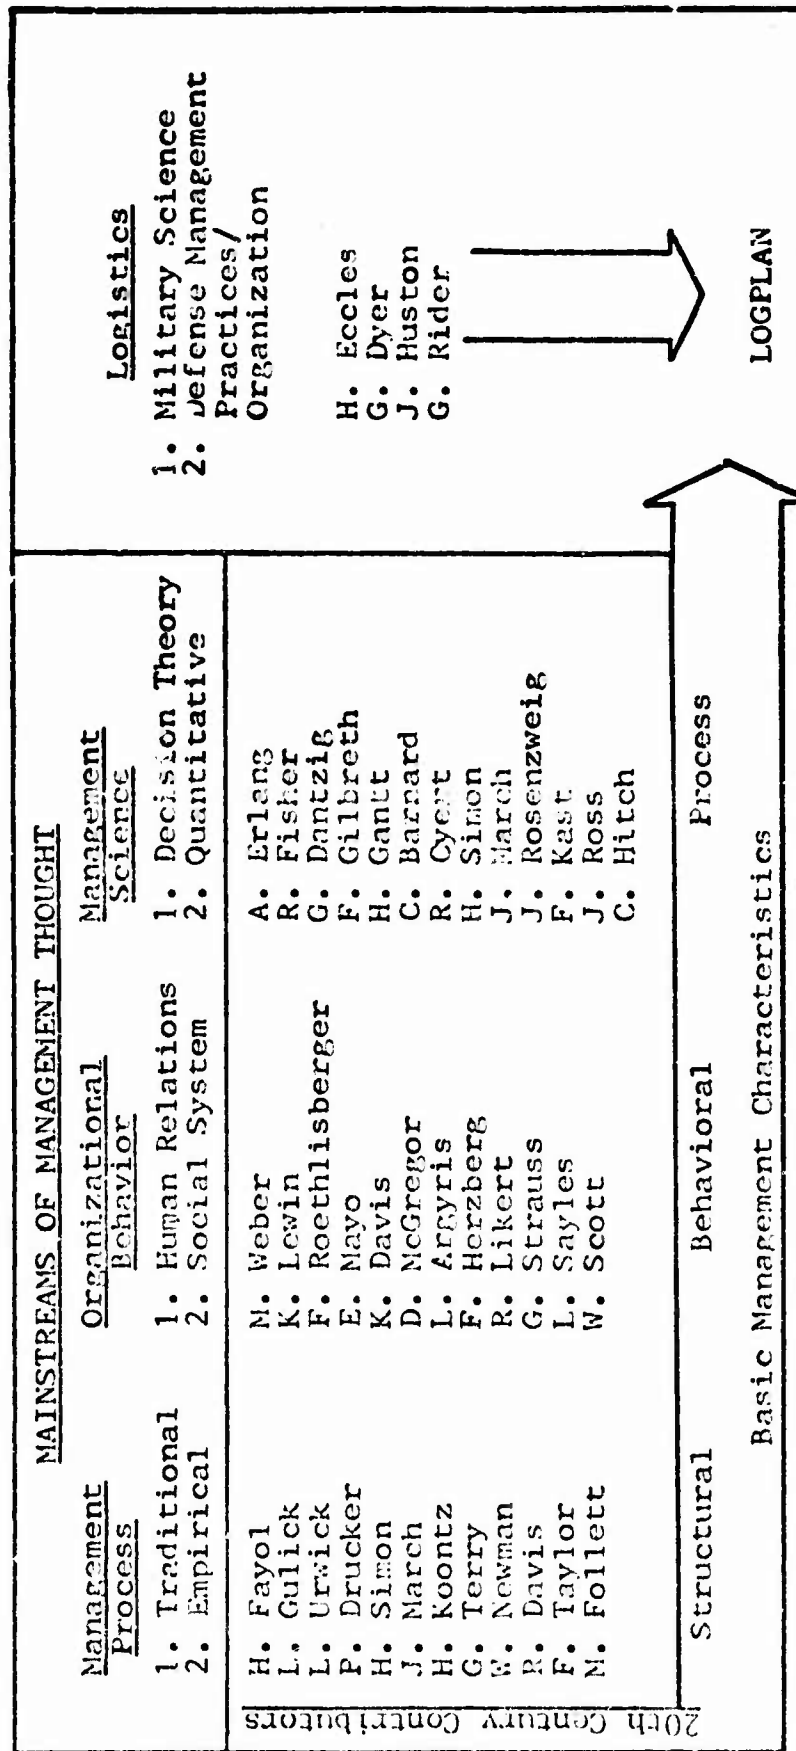 MAINSTREAMS OF MANAGEMENT THOUGHT
Management
Process
1. Traditional
2. Empirical
Organizational
Behavior
1. Human Relations
2. Social System
Management
Science
1. Decision Theory
2. Quantitative
Logistics
1. Military Science
2. Defense Management
Practices/
Organization
20th Century Contributors
H. Fayol
L. Gulick
L. Urwick
P. Drucker
H. Simon
J. March
H. Koontz
G. Terry
W. Newman
R. Davis
F. Taylor
M. Follett
M. Weber
K. Lewin
F. Roethlisberger
E. Mayo
K. Davis
D. McGregor
L. Argyris
F. Herzberg
R. Likert
G. Strauss
L. Sayles
W. Scott
A. Erlang
R. Fisher
G. Dantzig
F. Gilbreth
H. Gantt
C. Barnard
R. Cyert
H. Simon
J. March
J. Rosenzweig
F. Kast
J. Ross
C. Hitch
H. Eccles
G. Dyer
J. Huston
G. Rider
Structural
Behavioral
Process
Basic Management Characteristics
LOGPLAN